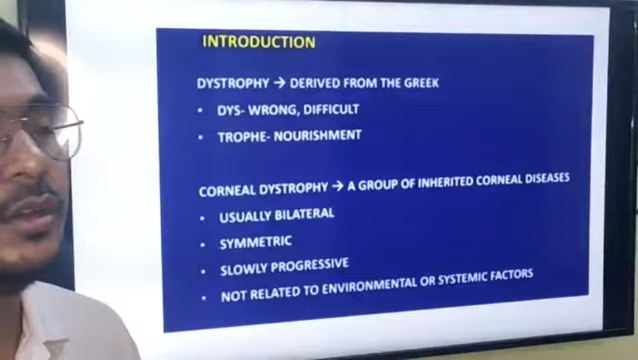 INTRODUCTION
DYSTROPHY → DERIVED FROM THE GREEK
• DYS- WRONG, DIFFICULT
• TROPHE- NOURISHMENT
CORNEAL DYSTROPHY → A GROUP OF INHERITED CORNEAL DISEASES
• USUALLY BILATERAL
• SYMMETRIC
• SLOWLY PROGRESSIVE
• NOT RELATED TO ENVIRONMENTAL OR SYSTEMIC FACTORS